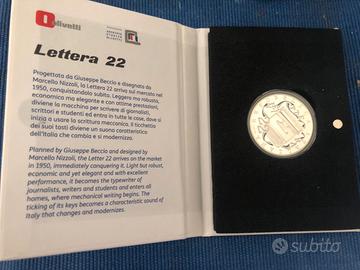 Olivetti
Lettera 22
Progettata da Giuseppe Beccio e disegnata da
Marcello Nizzoli, la Lettera 22 arriva sul mercato nel
1950, conquistandolo subito. Leggera ma robusta,
economica ma elegante e con ottime prestazioni,
diviene la macchina per scrivere di giornalisti,
scrittori e studenti ed entra in tutte le case, dove si
inizia a usare la scrittura meccanica. Il ticchettio
dei suoi tasti diviene un suono caratteristico
dell'Italia che cambia e si modernizza.
Planned by Giuseppe Beccio and designed by
Marcello Nizzoli, the Letter 22 arrives on the market
in 1950, immediately conquering it. Light but robust,
economic and yet elegant and with excellent
performance, it becomes the typewriter of
journalists, writers and students and enters all
homes, where mechanical writing begins. The
ticking of its keys becomes a characteristic sound of
Italy that changes and modernizes.
subito